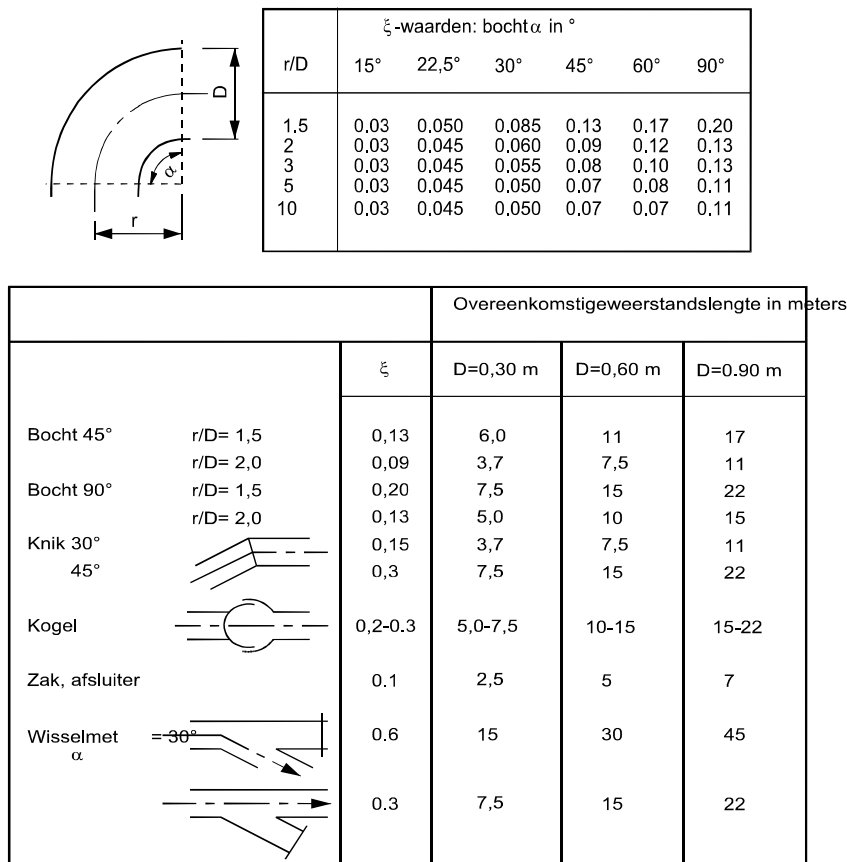 ξ-waarden: bocht α in °
r/D 15° 22,5° 30° 45° 60° 90°
1.5 0.03 0.050 0.085 0.13 0.17 0.20
2 0.03 0.045 0.060 0.09 0.12 0.13
3 0.03 0.045 0.055 0.08 0.10 0.13
5 0.03 0.045 0.050 0.07 0.08 0.11
10 0.03 0.045 0.050 0.07 0.07 0.11
D
α
r
Overeenkomstigeweerstandslengte in meters
ξ D=0,30 m D=0,60 m D=0.90 m
Bocht 45° r/D= 1,5 0,13 6,0 11 17
r/D= 2,0 0,09 3,7 7,5 11
Bocht 90° r/D= 1,5 0,20 7,5 15 22
r/D= 2,0 0,13 5,0 10 15
Knik 30° 0,15 3,7 7,5 11
45° 0,3 7,5 15 22
Kogel 0,2-0.3 5,0-7,5 10-15 15-22
Zak, afsluiter 0.1 2,5 5 7
Wisselmet = 30° 0.6 15 30 45
α
0.3 7,5 15 22